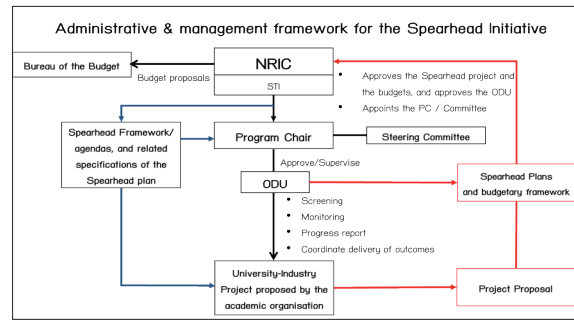 Administrative & management framework for the Spearhead Initiative
Bureau of the Budget
Budget proposals
NRIC
STI
• Approves the Spearhead project and
the budgets, and approves the ODU
• Appoints the PC / Committee
Spearhead Framework/
agendas, and related
specifications of the
Spearhead plan
Program Chair
Steering Committee
Approve/Supervise
ODU
Spearhead Plans
and budgetary framework
• Screening
• Monitoring
• Progress report
• Coordinate delivery of outcomes
University-Industry
Project proposed by the
academic organisation
Project Proposal